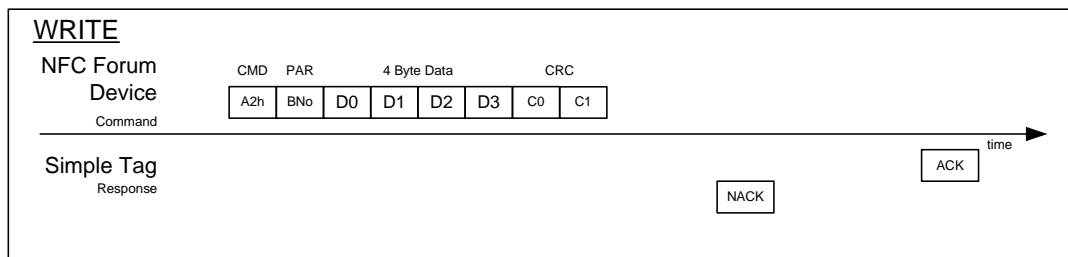 WRITE
NFC Forum
Device
Command
CMD PAR 4 Byte Data CRC
A2h BNo D0 D1 D2 D3 C0 C1
time
Simple Tag
Response
ACK
NACK